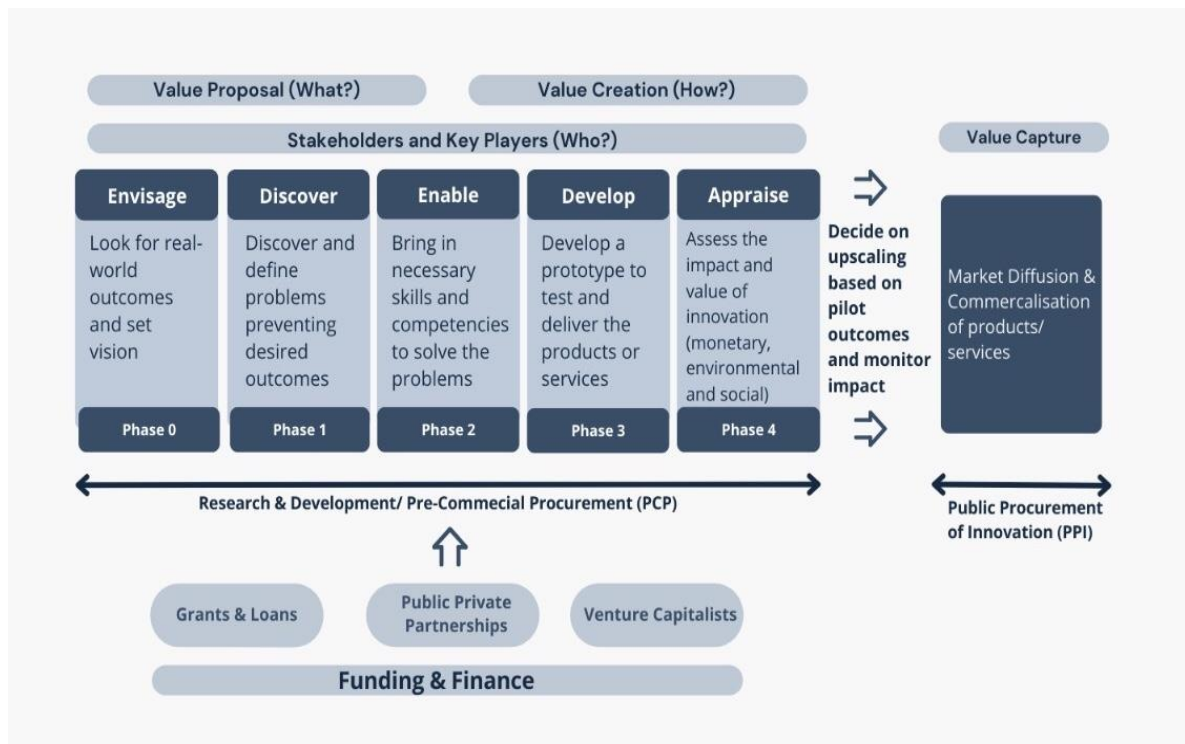 Value Proposal (What?)
Value Creation (How?)
Stakeholders and Key Players (Who?)
Value Capture
Envisage
Look for real-
world
outcomes
and set
vision
Phase 0
Discover
Discover and
define
problems
preventing
desired
outcomes
Phase 1
Enable
Bring in
necessary
skills and
competencies
to solve the
problems
Phase 2
Develop
Develop a
prototype to
test and
deliver the
products or
services
Phase 3
Appraise
Assess the
impact and
value of
innovation
(monetary,
environmental
and social)
Phase 4
Decide on
upscaling
based on
pilot
outcomes
and monitor
impact
Market Diffusion &
Commercalisation
of products/
services
Research & Development/ Pre-Commecial Procurement (PCP)
Public Procurement
of Innovation (PPI)
Grants & Loans
Public Private
Partnerships
Venture Capitalists
Funding & Finance